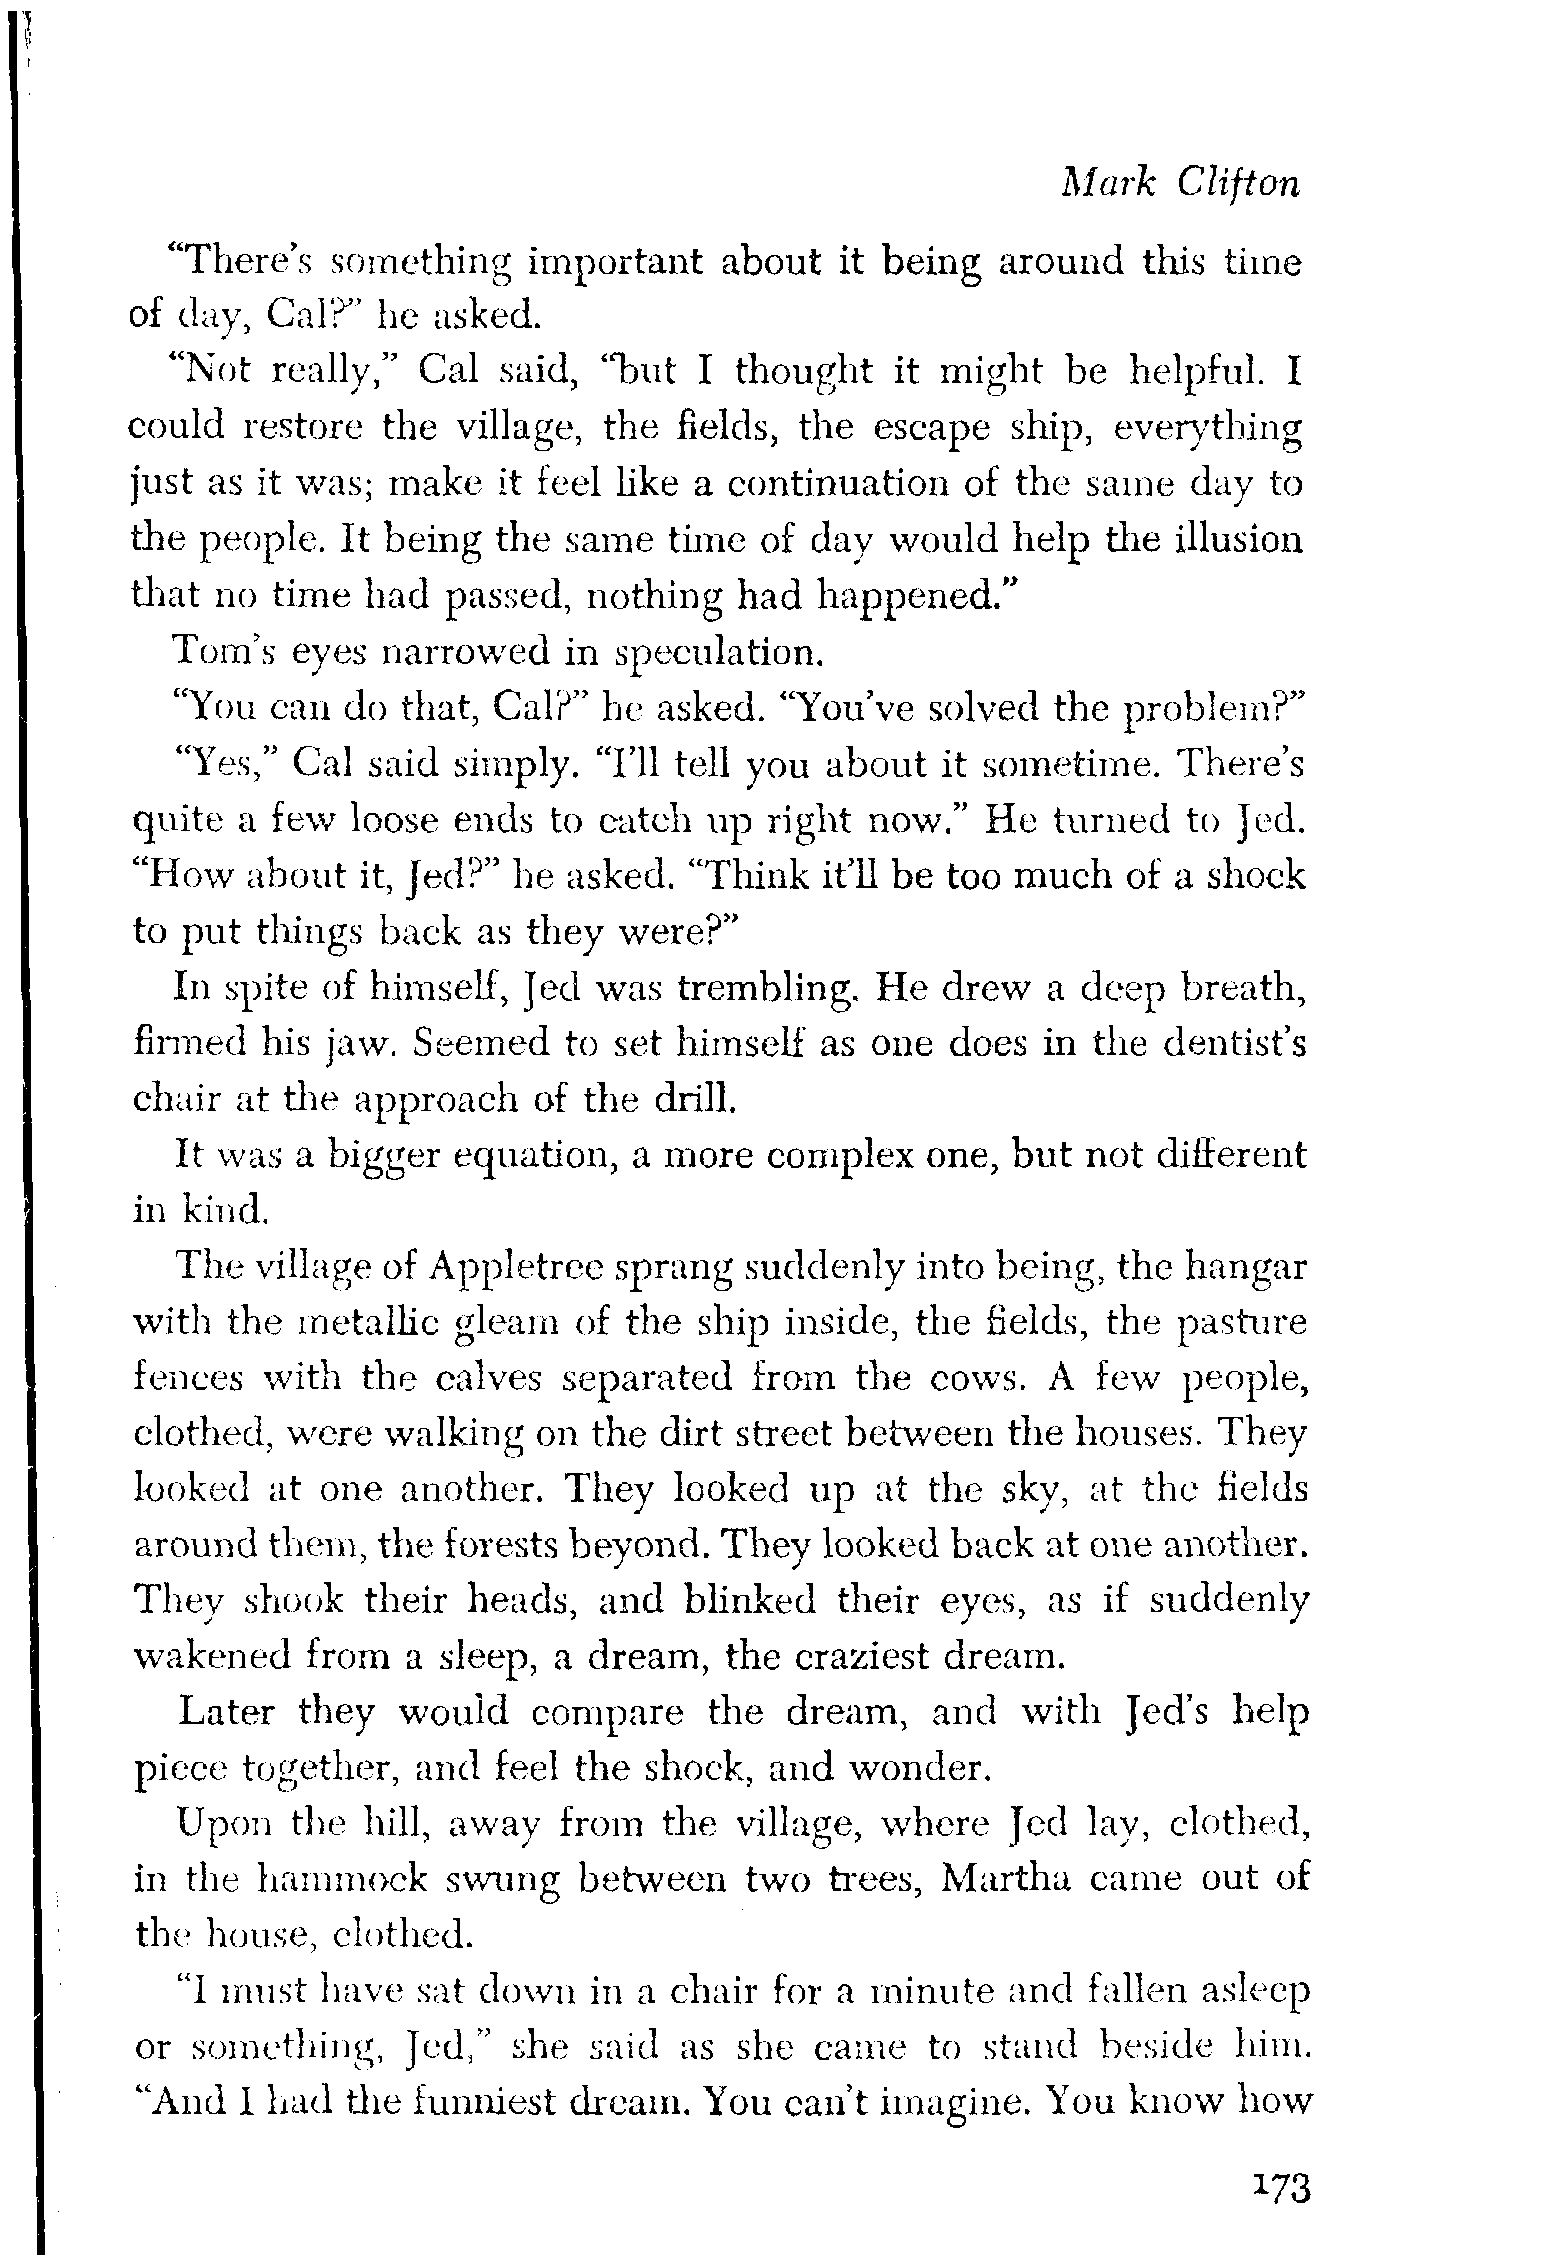 Mark Clifton
“There’s something important about it being around this time
of day, Cal?” he asked.
“Not really,” Cal said, “but I thought it might be helpful. I
could restore the village, the fields, the escape ship, everything
just as it was; make it feel like a continuation of the same day to
the people. It being the same time of day would help the illusion
that no time had passed, nothing had happened.”
Tom’s eyes narrowed in speculation.
“You can do that, Cal?” he asked. “You’ve solved the problem?”
“Yes,” Cal said simply. “I’ll tell you about it sometime. There’s
quite a few loose ends to catch up right now.” He turned to Jed.
“How about it, Jed?” he asked. “Think it’ll be too much of a shock
to put things back as they were?”
In spite of himself, Jed was trembling. He drew a deep breath,
firmed his jaw. Seemed to set himself as one does in the dentist’s
chair at the approach of the drill.
It was a bigger equation, a more complex one, but not different
in kind.
The village of Appletree sprang suddenly into being, the hangar
with the metallic gleam of the ship inside, the fields, the pasture
fences with the calves separated from the cows. A few people,
clothed, were walking on the dirt street between the houses. They
looked at one another. They looked up at the sky, at the fields
around them, the forests beyond. They looked back at one another.
They shook their heads, and blinked their eyes, as if suddenly
wakened from a sleep, a dream, the craziest dream.
Later they would compare the dream, and with Jed’s help
piece together, and feel the shock, and wonder.
Upon the hill, away from the village, where Jed lay, clothed,
in the hammock swung between two trees, Martha came out of
the house, clothed.
“I must have sat down in a chair for a minute and fallen asleep
or something, Jed,” she said as she came to stand beside him.
“And I had the funniest dream. You can’t imagine. You know how
173